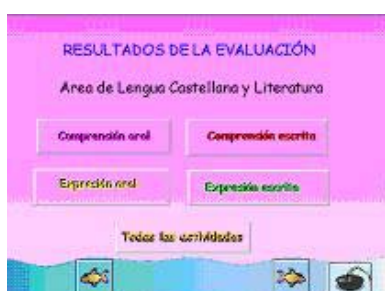 RESULTADOS DE LA EVALUACIÓN
Area de Lengua Castellana y Literatura
Comprensión oral Comprensión escrita
Expresión oral Expresión escrita
Todas las actividades